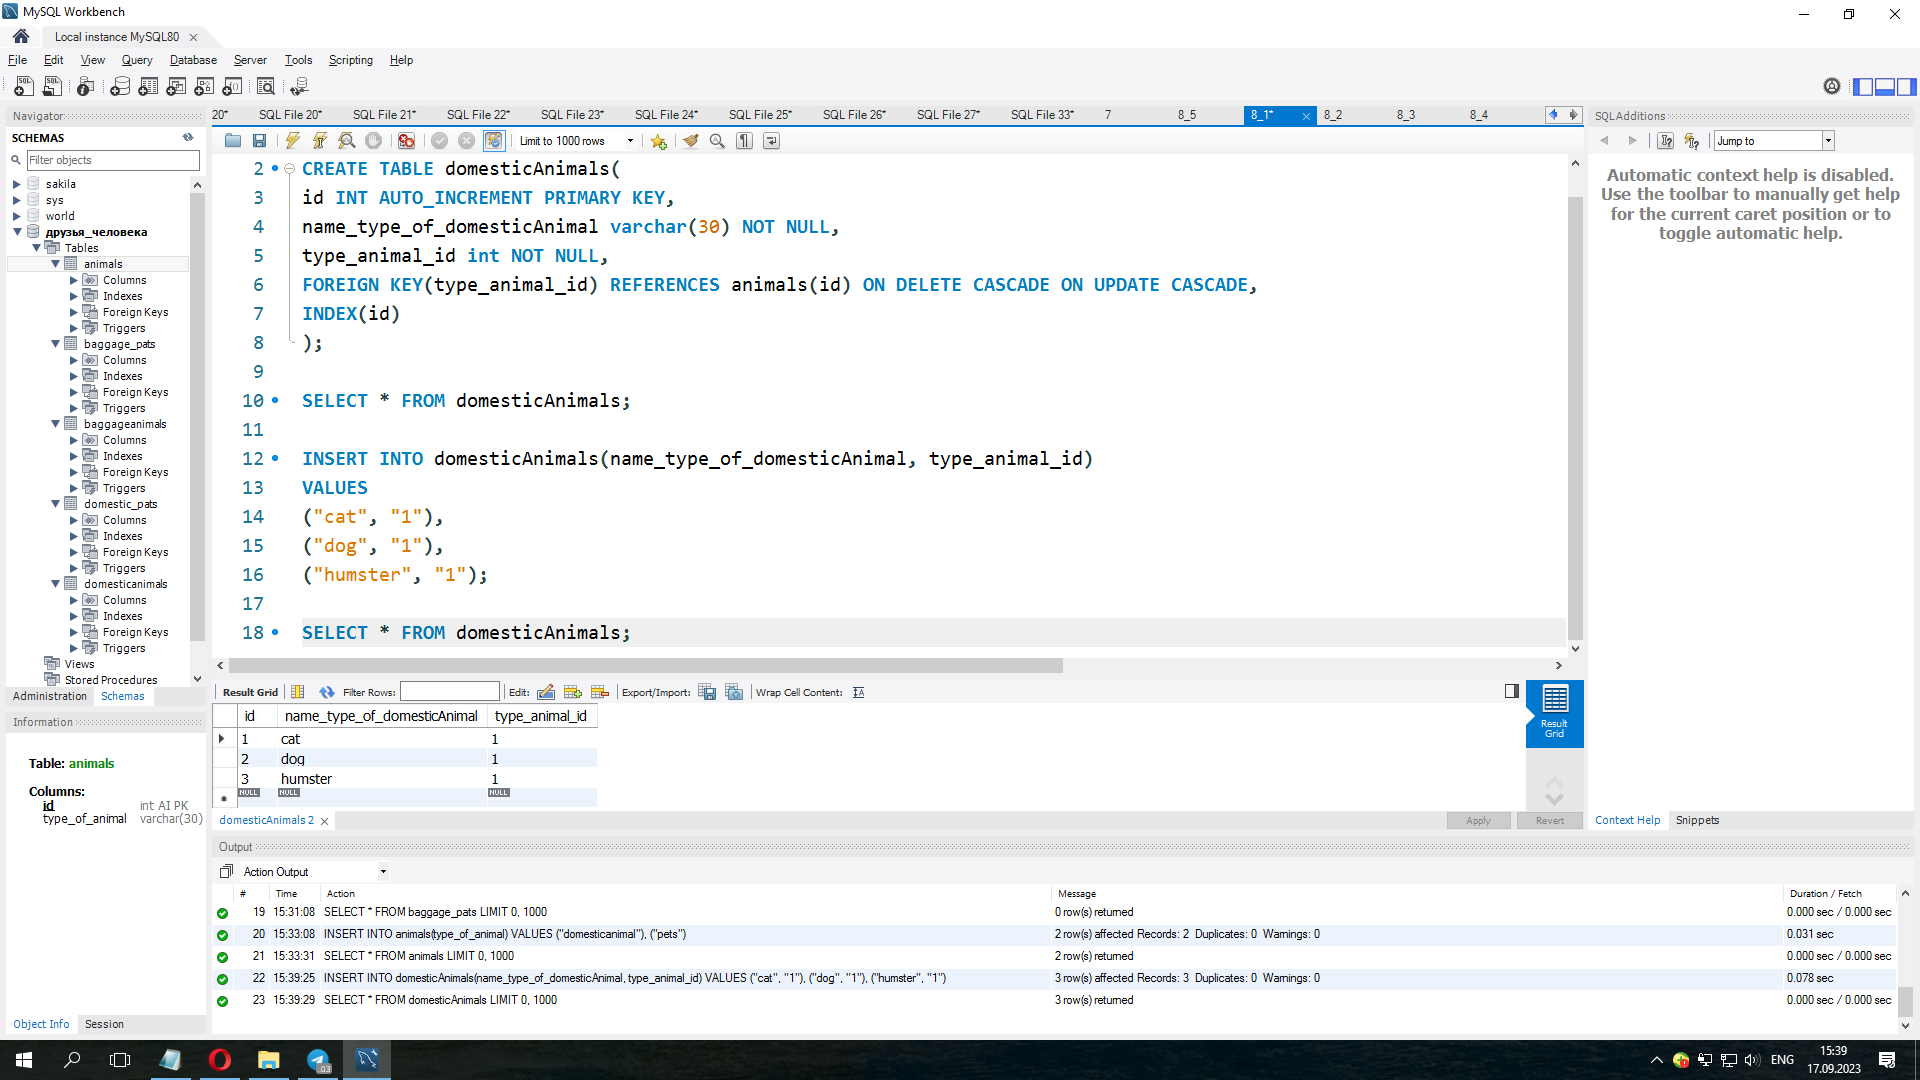 MySQL Workbench
Local instance MySQL80
File Edit View Query Database Server Tools Scripting Help
Navigator
SCHEMAS
Filter objects
sakila
sys
world
друзья_человека
Tables
animals
Columns
Indexes
Foreign Keys
Triggers
baggage_pats
Columns
Indexes
Foreign Keys
Triggers
baggageanimals
Columns
Indexes
Foreign Keys
Triggers
domestic_pats
Columns
Indexes
Foreign Keys
Triggers
domesticanimals
Columns
Indexes
Foreign Keys
Triggers
Views
Stored Procedures
Administration Schemas
Information
Table: animals
Columns:
id int AI PK
type_of_animal varchar(30)
Object Info Session
20* SQL File 20* SQL File 21* SQL File 22* SQL File 23* SQL File 24* SQL File 25* SQL File 26* SQL File 27* SQL File 33* 7 8_5 8_1* 8_2 8_3 8_4
Limit to 1000 rows
2 CREATE TABLE domesticAnimals(
3 id INT AUTO_INCREMENT PRIMARY KEY,
4 name_type_of_domesticAnimal varchar(30) NOT NULL,
5 type_animal_id int NOT NULL,
6 FOREIGN KEY(type_animal_id) REFERENCES animals(id) ON DELETE CASCADE ON UPDATE CASCADE,
7 INDEX(id)
8 );
9
10 SELECT * FROM domesticAnimals;
11
12 INSERT INTO domesticAnimals(name_type_of_domesticAnimal, type_animal_id)
13 VALUES
14 ("cat", "1"),
15 ("dog", "1"),
16 ("humster", "1");
17
18 SELECT * FROM domesticAnimals;
Result Grid Filter Rows: Edit: Export/Import: Wrap Cell Content:
id name_type_of_domesticAnimal type_animal_id
1 cat 1
2 dog 1
3 humster 1
NULL NULL NULL
Result
Grid
domesticAnimals 2
Apply Revert
SQLAdditions
Jump to
Automatic context help is disabled.
Use the toolbar to manually get help
for the current caret position or to
toggle automatic help.
Context Help Snippets
Output
Action Output
# Time Action Message Duration / Fetch
19 15:31:08 SELECT * FROM baggage_pats LIMIT 0, 1000 0 row(s) returned 0.000 sec / 0.000 sec
20 15:33:08 INSERT INTO animals(type_of_animal) VALUES ("domesticanimal"), ("pets") 2 row(s) affected Records: 2 Duplicates: 0 Warnings: 0 0.031 sec
21 15:33:31 SELECT * FROM animals LIMIT 0, 1000 2 row(s) returned 0.000 sec / 0.000 sec
22 15:39:25 INSERT INTO domesticAnimals(name_type_of_domesticAnimal, type_animal_id) VALUES ("cat", "1"), ("dog", "1"), ("humster", "1") 3 row(s) affected Records: 3 Duplicates: 0 Warnings: 0 0.078 sec
23 15:39:29 SELECT * FROM domesticAnimals LIMIT 0, 1000 3 row(s) returned 0.000 sec / 0.000 sec
03
ENG
15:39
17.09.2023